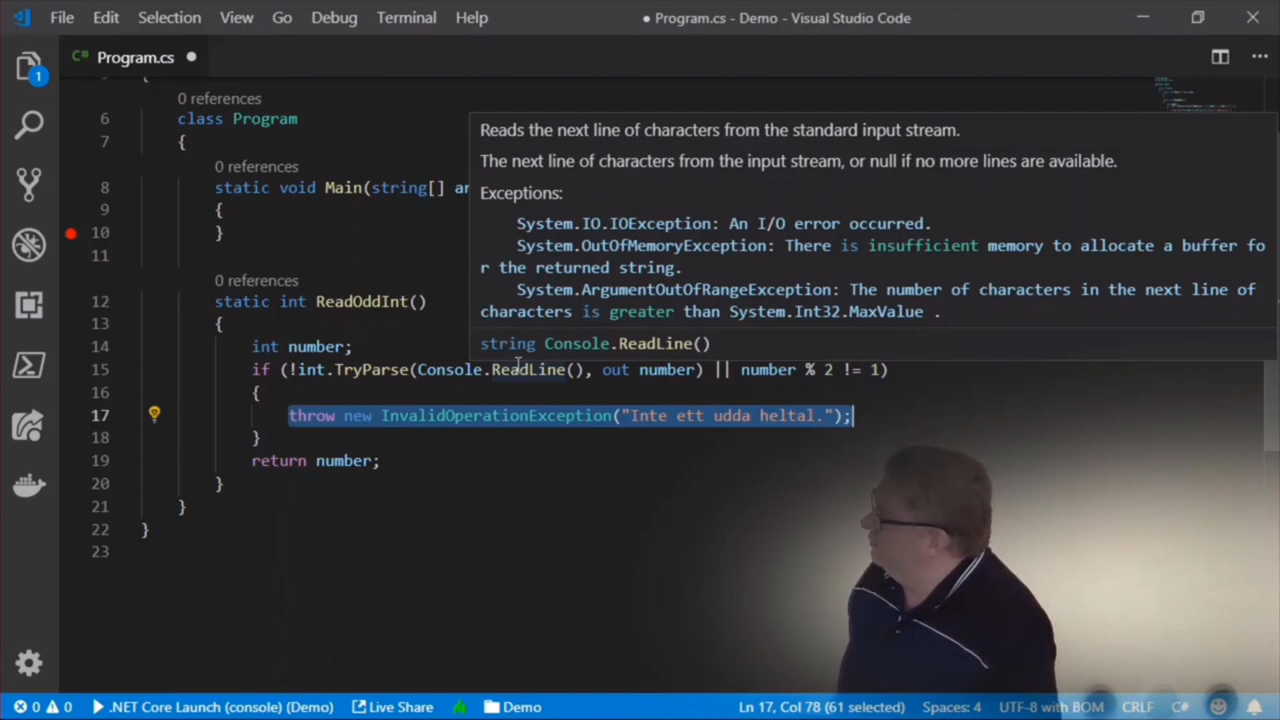 File Edit Selection View Go Debug Terminal Help
● Program.cs - Demo - Visual Studio Code
C# Program.cs ●
1
0 references
6 class Program
7 {
0 references
8 static void Main(string[] ar
9 {
10 }
11
0 references
12 static int ReadOddInt()
13 {
14 int number;
15 if (!int.TryParse(Console.ReadLine(), out number) || number % 2 != 1)
16 {
17 throw new InvalidOperationException("Inte ett udda heltal.");
18 }
19 return number;
20 }
21 }
22 }
23
Reads the next line of characters from the standard input stream.
The next line of characters from the input stream, or null if no more lines are available.
Exceptions:
System.IO.IOException: An I/O error occurred.
System.OutOfMemoryException: There is insufficient memory to allocate a buffer fo
r the returned string.
System.ArgumentOutOfRangeException: The number of characters in the next line of
characters is greater than System.Int32.MaxValue .
string Console.ReadLine()
0 0 .NET Core Launch (console) (Demo) Live Share Demo
Ln 17, Col 78 (61 selected) Spaces: 4 UTF-8 with BOM CRLF C#